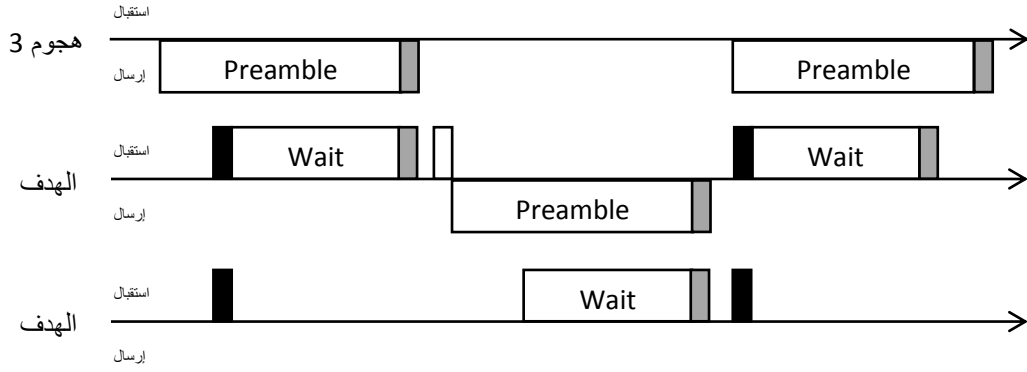 استقبال
هجوم 3
إرسال
Preamble
Preamble
استقبال
Wait
Wait
الهدف
إرسال
Preamble
استقبال
Wait
الهدف
إرسال